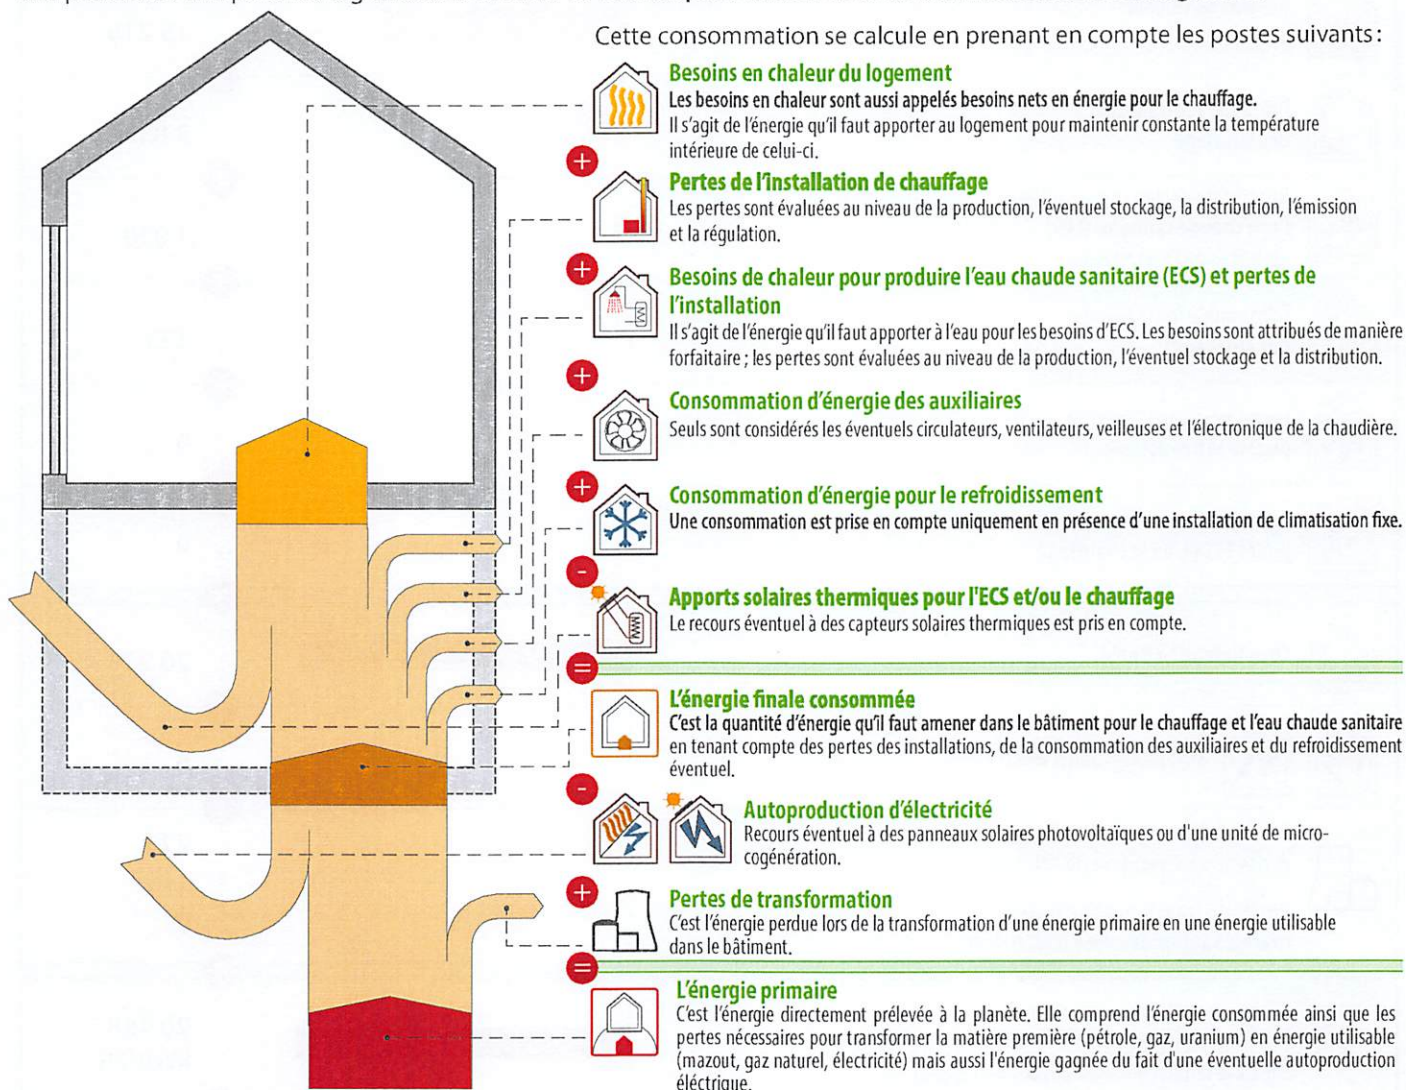 Cette consommation se calcule en prenant en compte les postes suivants :
Besoins en chaleur du logement
Les besoins en chaleur sont aussi appelés besoins nets en énergie pour le chauffage.
Il s'agit de l'énergie qu'il faut apporter au logement pour maintenir constante la température
intérieure de celui-ci.
+
Pertes de l'installation de chauffage
Les pertes sont évaluées au niveau de la production, l'éventuel stockage, la distribution, l'émission
et la régulation.
+
Besoins de chaleur pour produire l'eau chaude sanitaire (ECS) et pertes de
l'installation
Il s'agit de l'énergie qu'il faut apporter à l'eau pour les besoins d'ECS. Les besoins sont attribués de manière
forfaitaire ; les pertes sont évaluées au niveau de la production, l'éventuel stockage et la distribution.
+
Consommation d'énergie des auxiliaires
Seuls sont considérés les éventuels circulateurs, ventilateurs, veilleuses et l'électronique de la chaudière.
+
Consommation d'énergie pour le refroidissement
Une consommation est prise en compte uniquement en présence d'une installation de climatisation fixe.
-
Apports solaires thermiques pour l'ECS et/ou le chauffage
Le recours éventuel à des capteurs solaires thermiques est pris en compte.
=
L'énergie finale consommée
C'est la quantité d'énergie qu'il faut amener dans le bâtiment pour le chauffage et l'eau chaude sanitaire
en tenant compte des pertes des installations, de la consommation des auxiliaires et du refroidissement
éventuel.
-
Autoproduction d'électricité
Recours éventuel à des panneaux solaires photovoltaïques ou d'une unité de micro-
cogénération.
+
Pertes de transformation
C'est l'énergie perdue lors de la transformation d'une énergie primaire en une énergie utilisable
dans le bâtiment.
=
L'énergie primaire
C'est l'énergie directement prélevée à la planète. Elle comprend l'énergie consommée ainsi que les
pertes nécessaires pour transformer la matière première (pétrole, gaz, uranium) en énergie utilisable
(mazout, gaz naturel, électricité) mais aussi l'énergie gagnée du fait d'une éventuelle autoproduction
éléctrique.